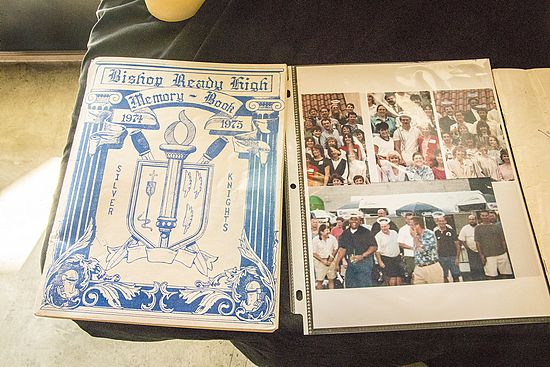 Bishop Ready High
Memory - Book
1974 1975
SILVER KNIGHTS